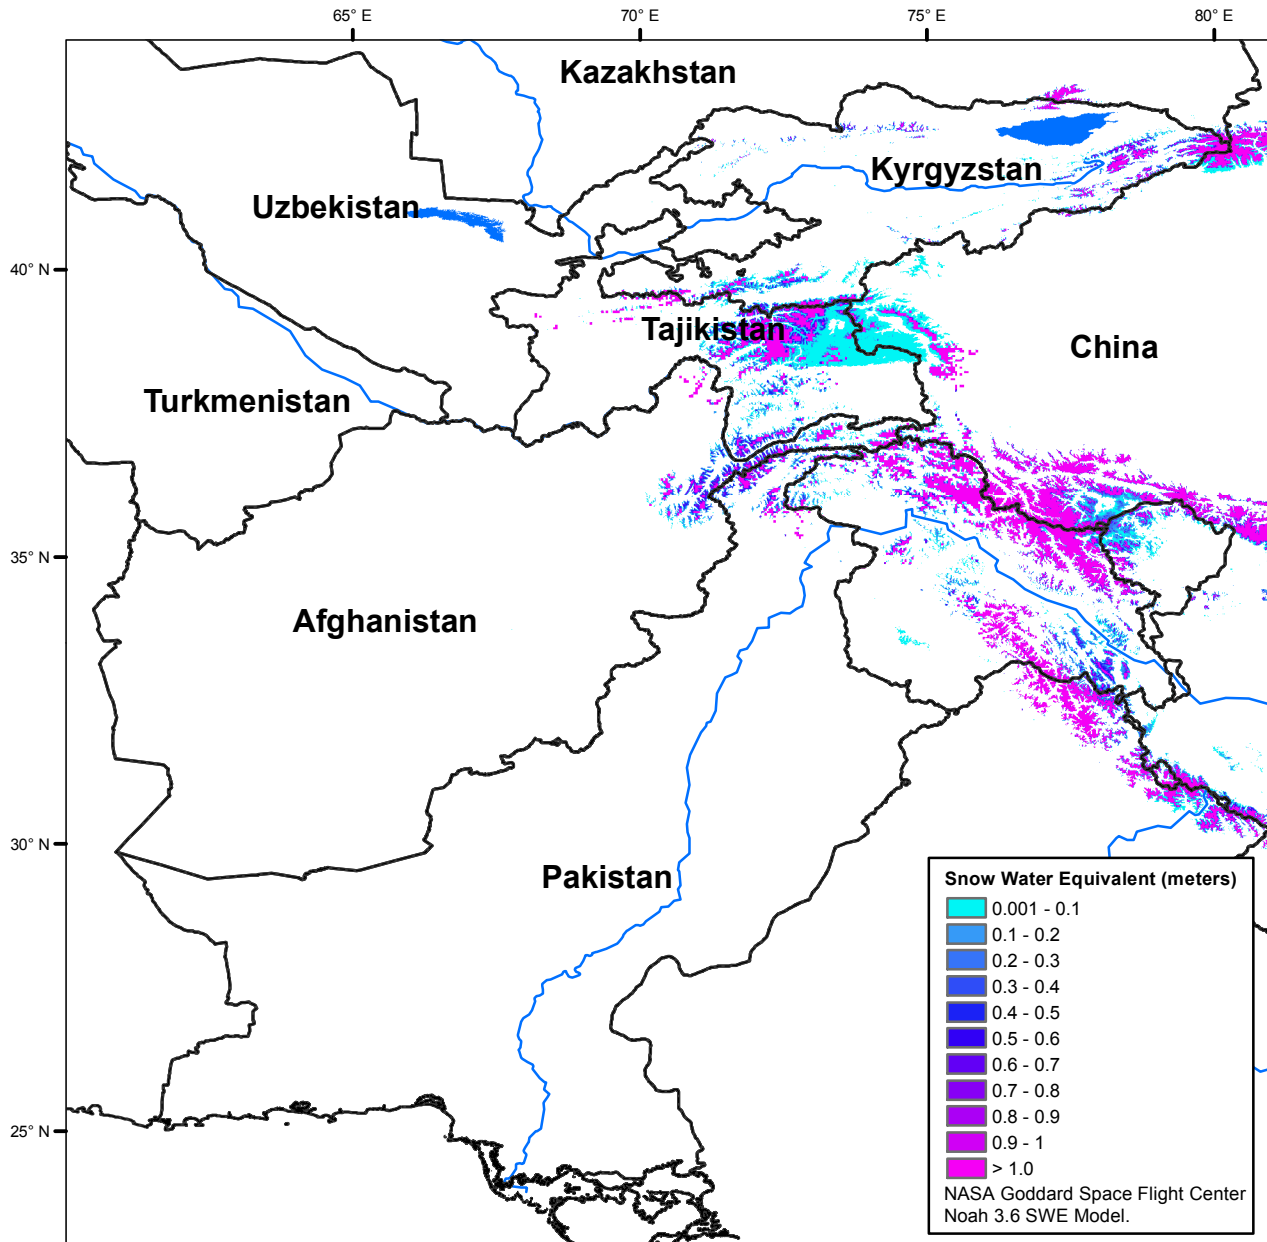 65° E
70° E
75° E
80° E
Kazakhstan
Kyrgyzstan
Uzbekistan
40° N
Tajikistan
China
Turkmenistan
35° N
Afghanistan
30° N
Pakistan
Snow Water Equivalent (meters)
0.001 - 0.1
0.1 - 0.2
0.2 - 0.3
0.3 - 0.4
0.4 - 0.5
0.5 - 0.6
0.6 - 0.7
0.7 - 0.8
0.8 - 0.9
0.9 - 1
> 1.0
25° N
NASA Goddard Space Flight Center
Noah 3.6 SWE Model.